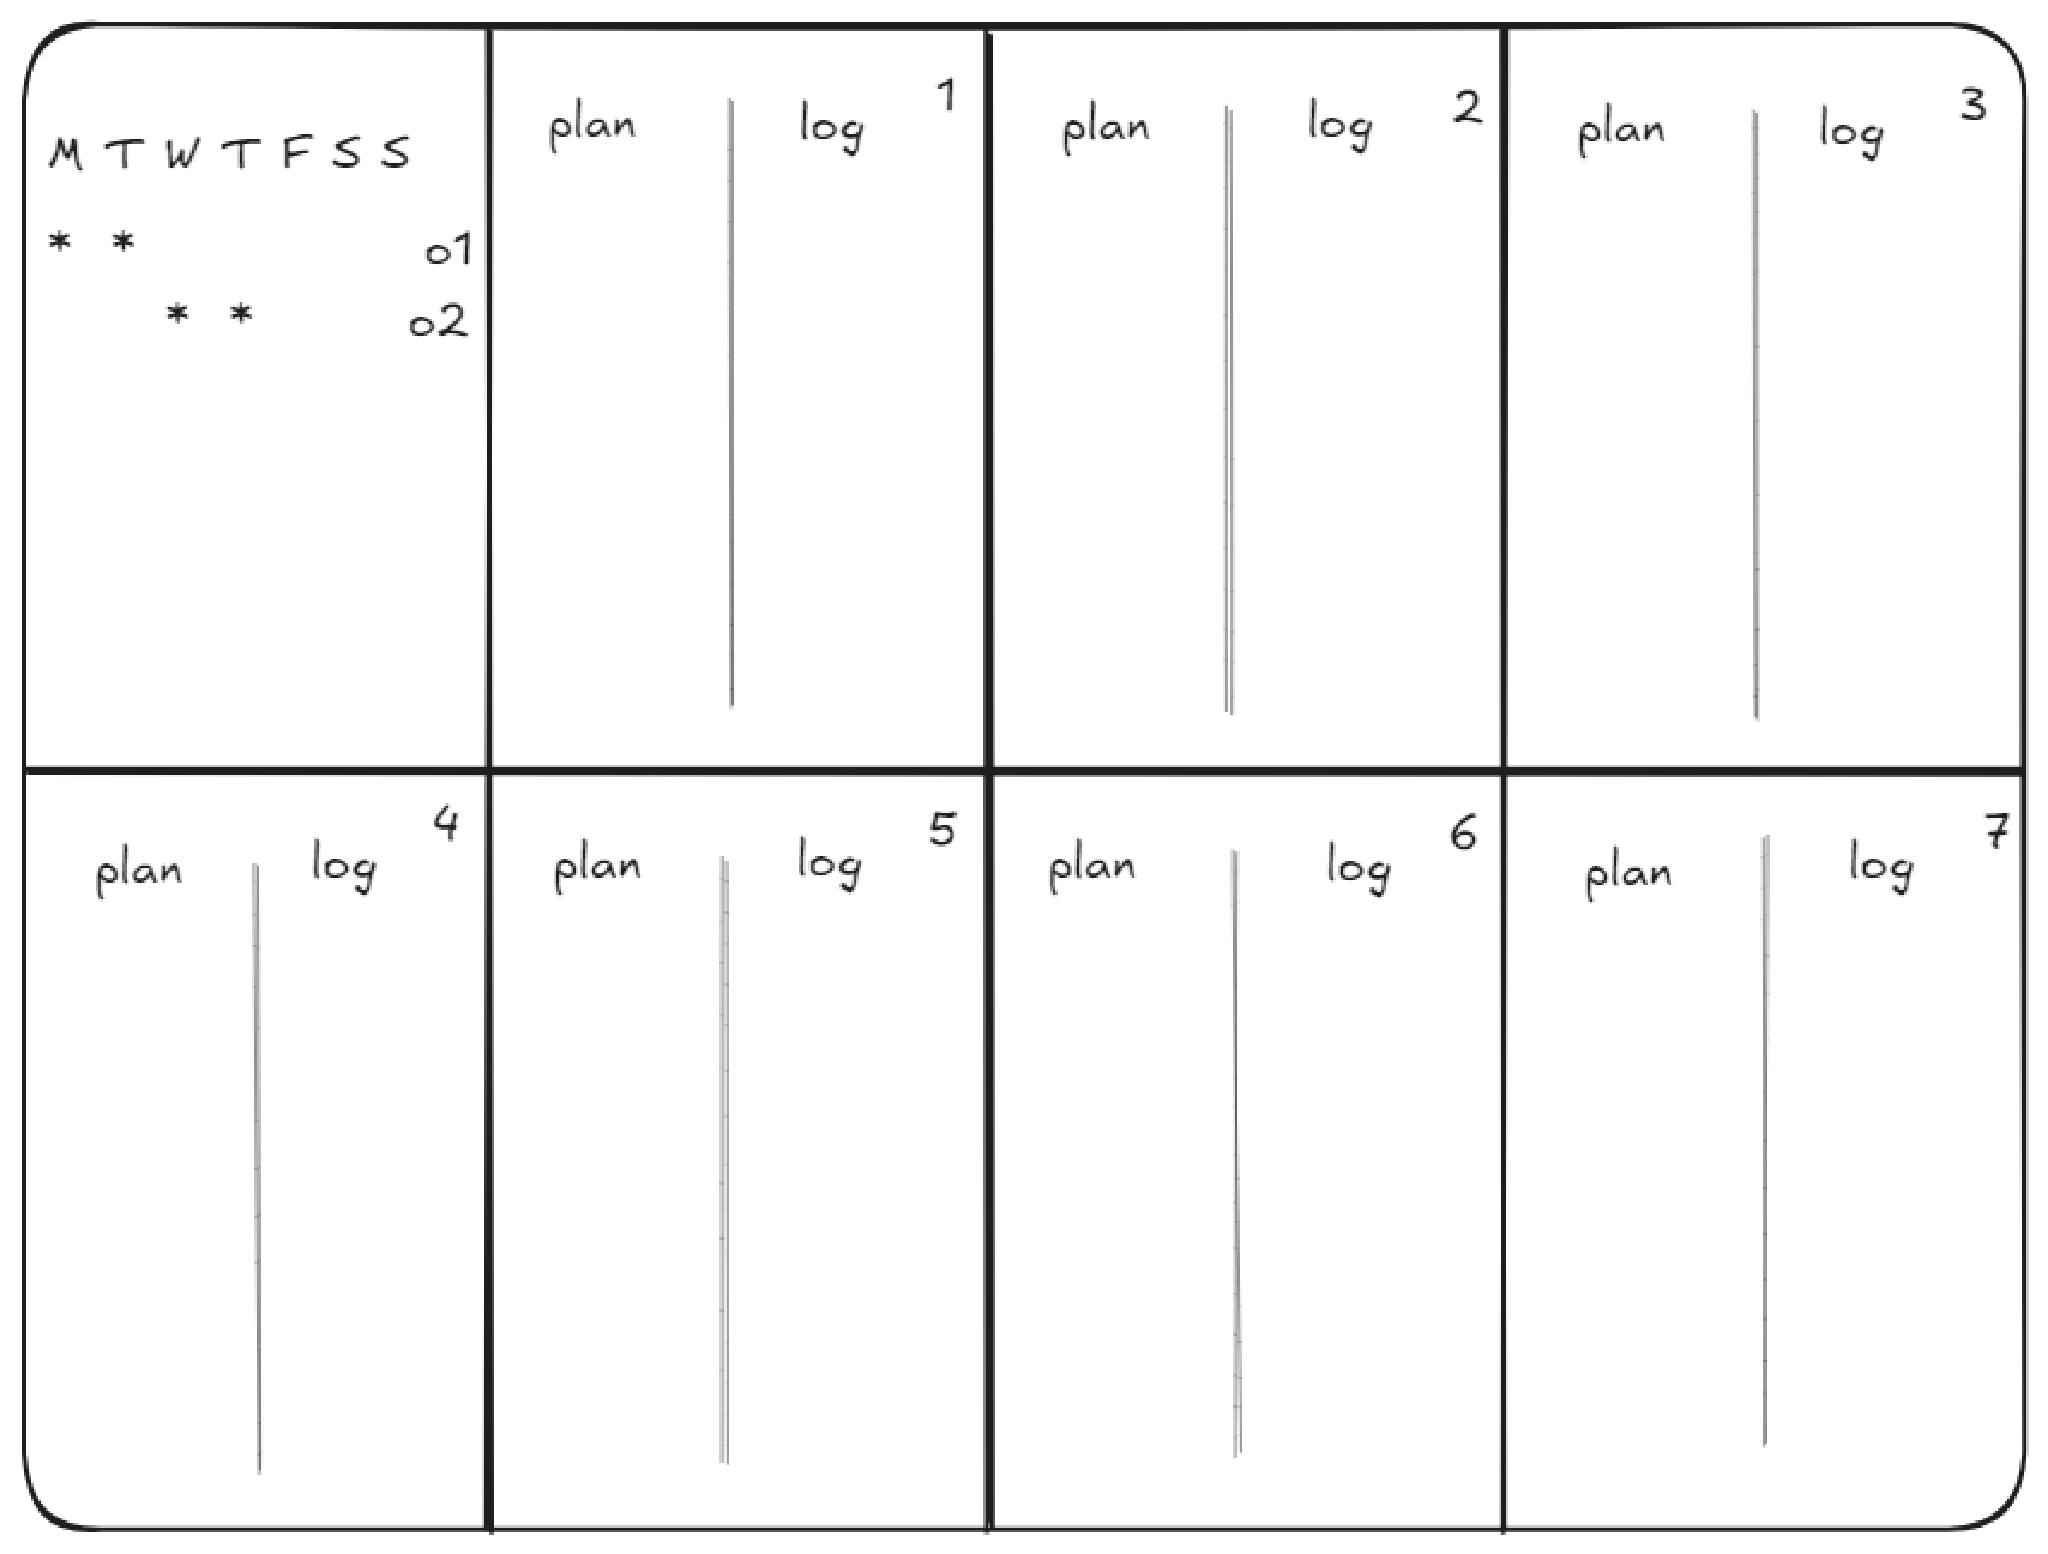 M T W T F S S
* * o1
* * o2
plan log 1
plan log 2
plan log 3
plan log 4
plan log 5
plan log 6
plan log 7